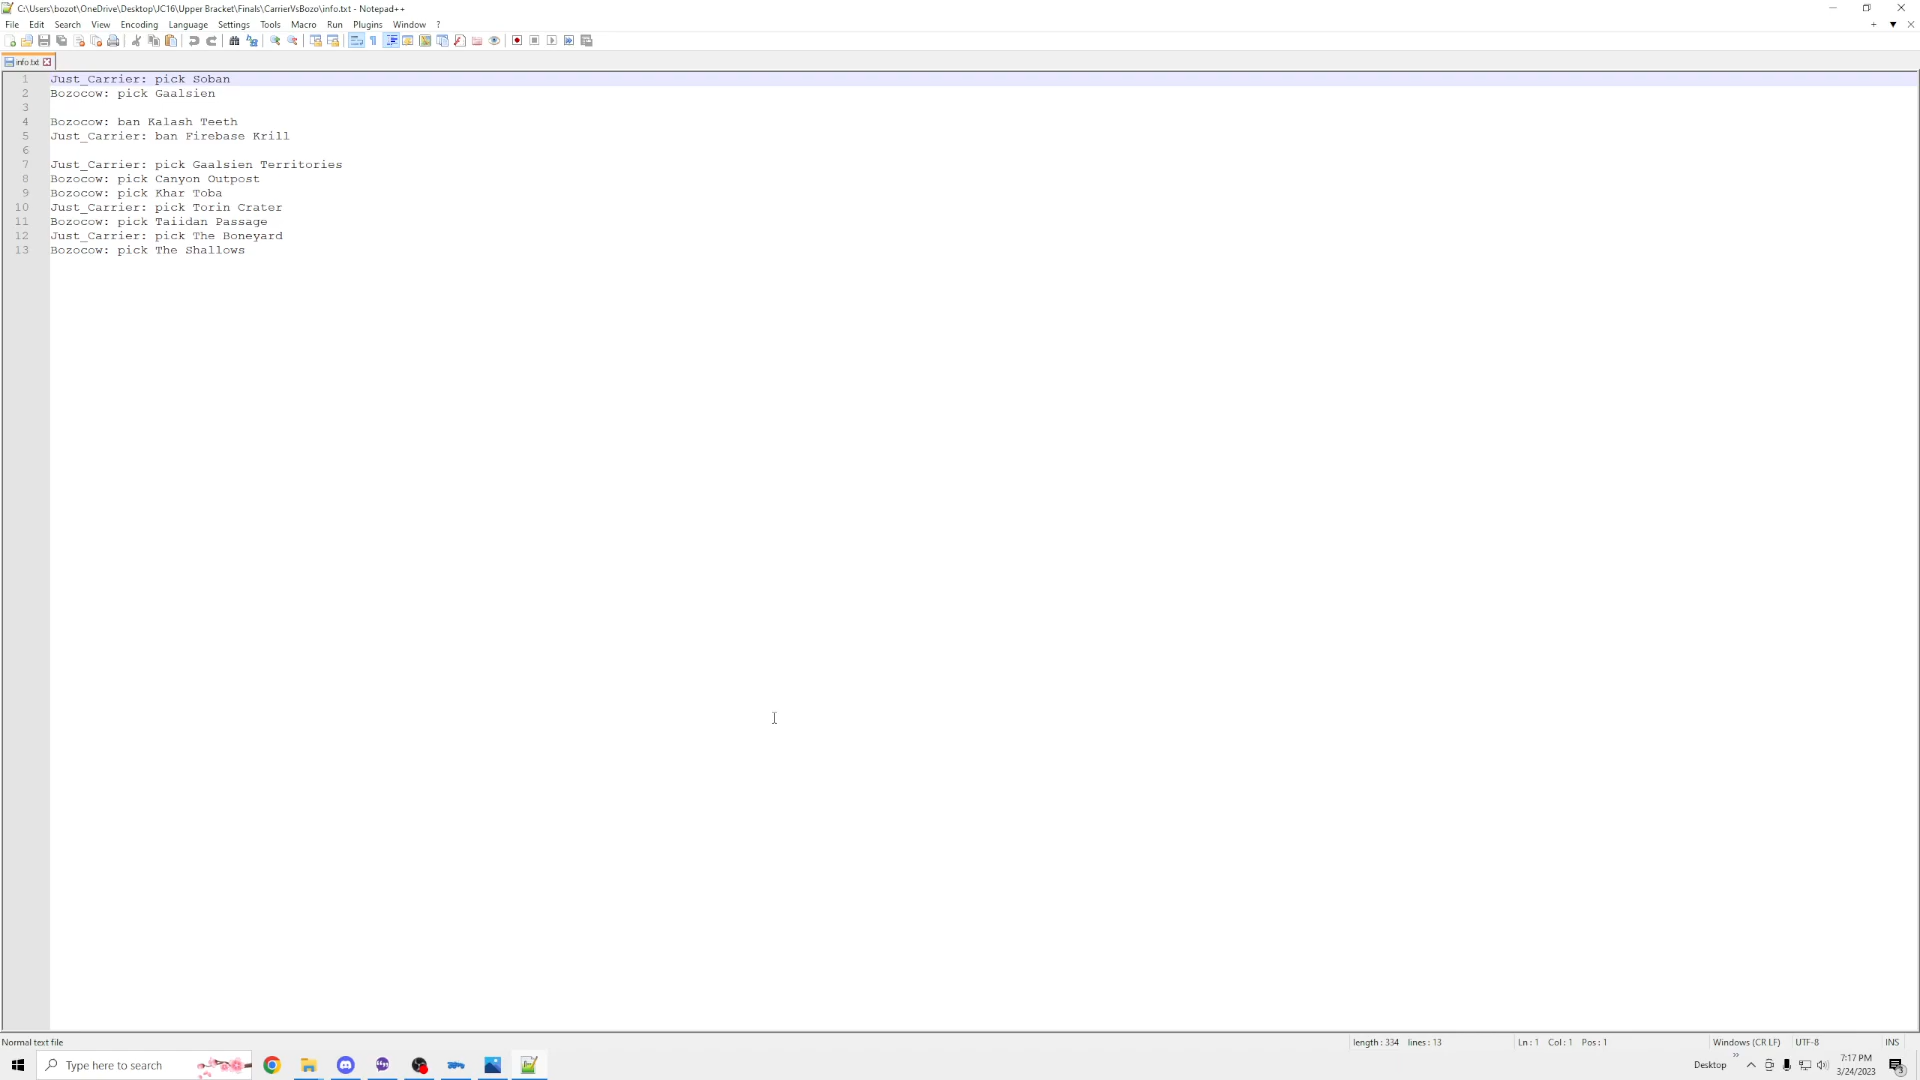 C:\Users\bozot\OneDrive\Desktop\JC16\Upper Bracket\Finals\CarrierVsBozo\info.txt - Notepad++
File Edit Search View Encoding Language Settings Tools Macro Run Plugins Window ?
info.txt
1 Just_Carrier: pick Soban
2 Bozocow: pick Gaalsien
3
4 Bozocow: ban Kalash Teeth
5 Just_Carrier: ban Firebase Krill
6
7 Just_Carrier: pick Gaalsien Territories
8 Bozocow: pick Canyon Outpost
9 Bozocow: pick Khar Toba
10 Just_Carrier: pick Torin Crater
11 Bozocow: pick Taiidan Passage
12 Just_Carrier: pick The Boneyard
13 Bozocow: pick The Shallows
Normal text file length : 334 lines : 13 Ln : 1 Col : 1 Pos : 1 Windows (CR LF) UTF-8 INS
Type here to search Desktop 7:17 PM
3/24/2023